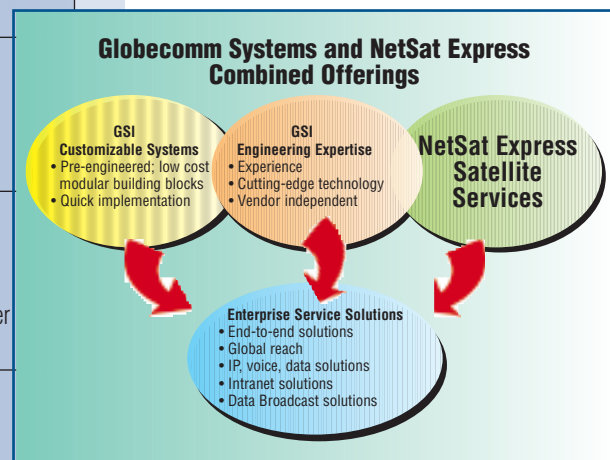 Globecomm Systems and NetSat Express
Combined Offerings
GSI
Customizable Systems
• Pre-engineered; low cost
modular building blocks
• Quick implementation
GSI
Engineering Expertise
• Experience
• Cutting-edge technology
• Vendor independent
NetSat Express
Satellite
Services
er
Enterprise Service Solutions
• End-to-end solutions
• Global reach
• IP, voice, data solutions
• Intranet solutions
• Data Broadcast solutions